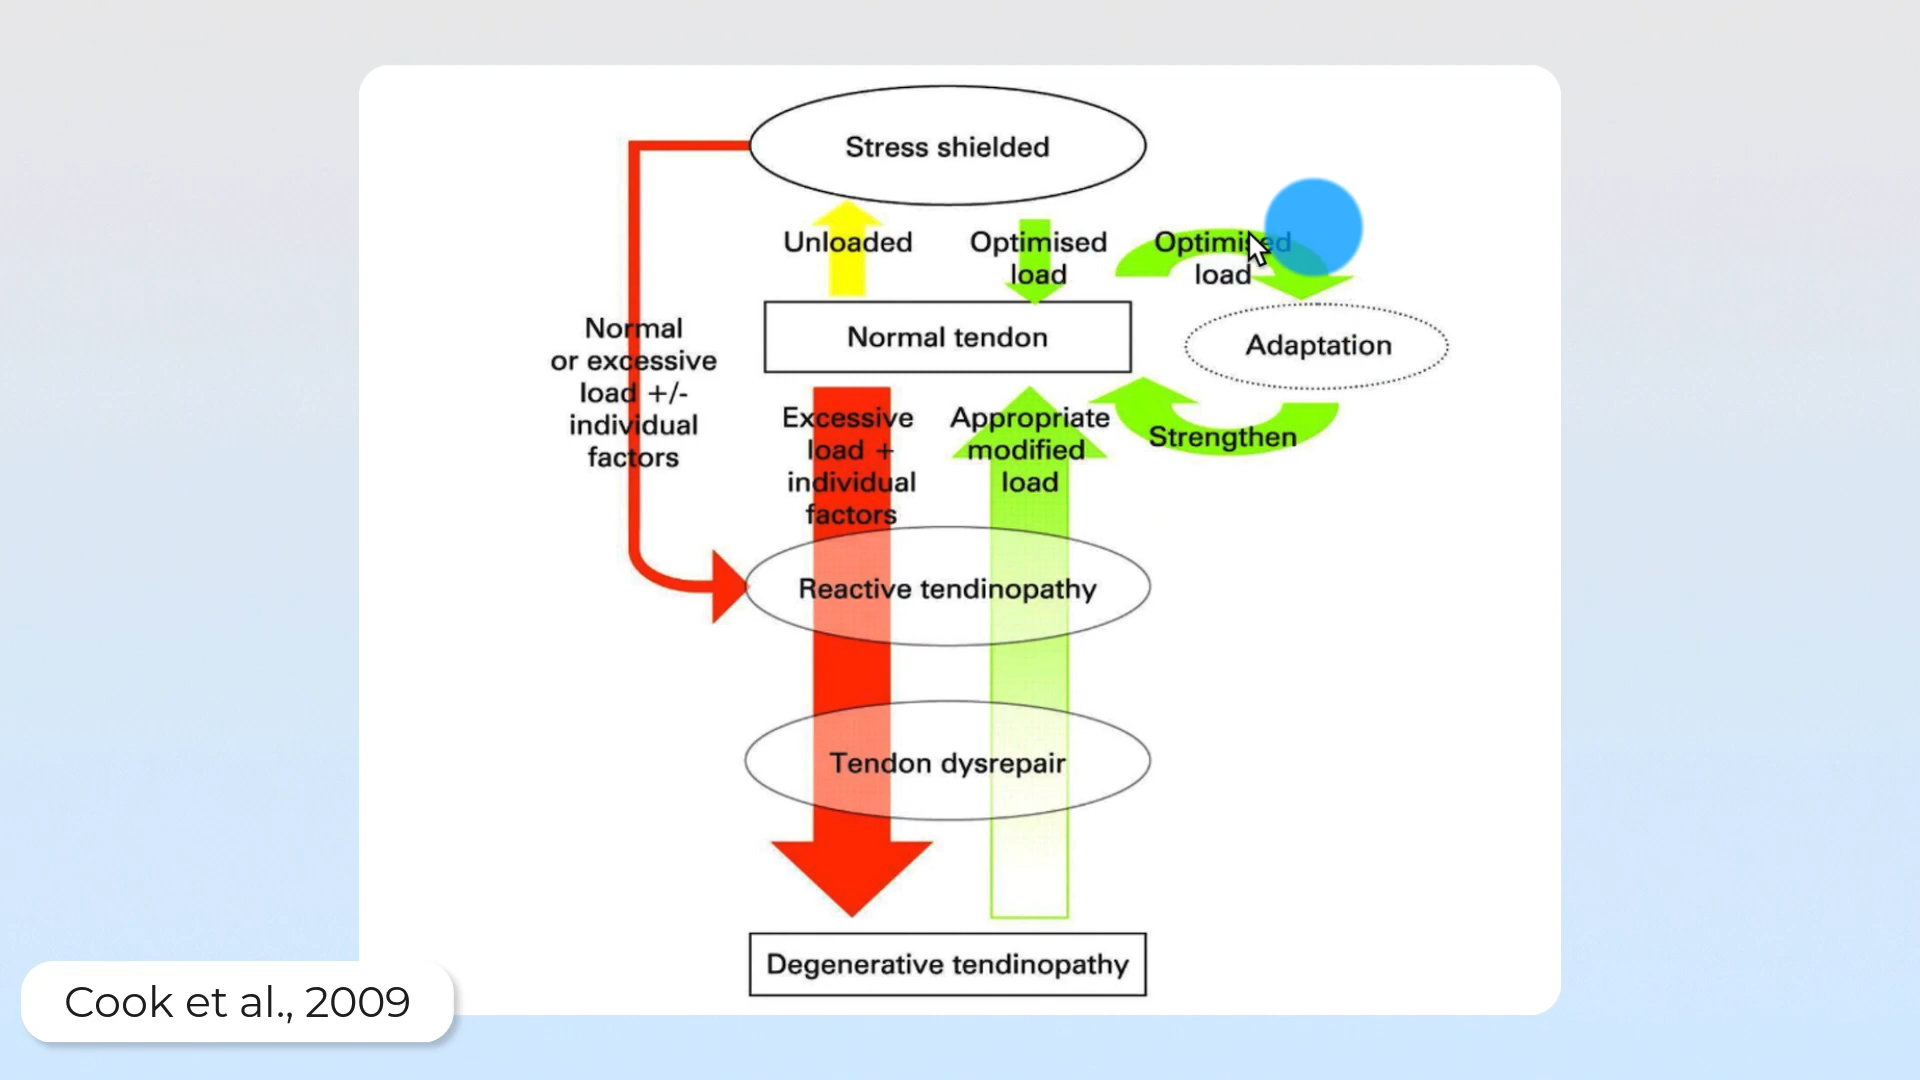 Stress shielded
Unloaded
Optimised
load
Optimised
load
Normal tendon
Adaptation
Normal
or excessive
load +/-
individual
factors
Excessive
load +
individual
factors
Appropriate
modified
load
Strengthen
Reactive tendinopathy
Tendon dysrepair
Degenerative tendinopathy
Cook et al., 2009